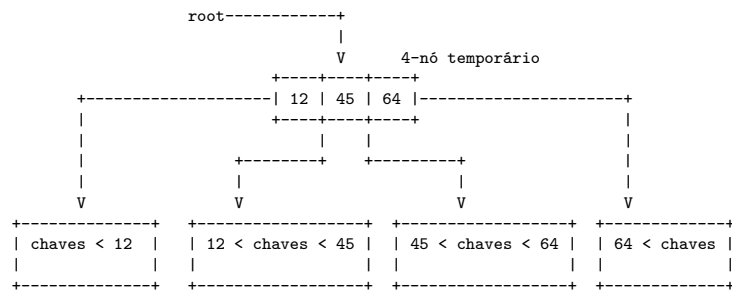 root
4-nó temporário
12 | 45 | 64
chaves < 12 12 < chaves < 45 45 < chaves < 64 64 < chaves